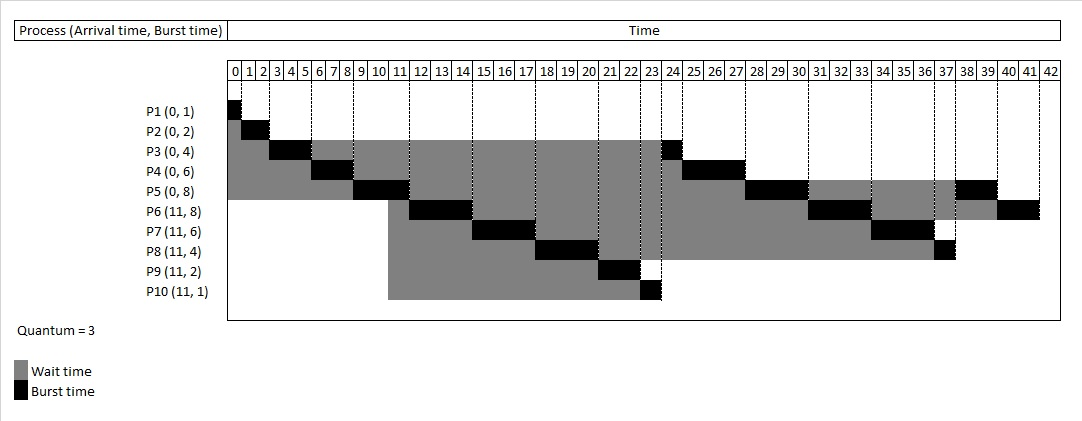 Process (Arrival time, Burst time) Time
0 1 2 3 4 5 6 7 8 9 10 11 12 13 14 15 16 17 18 19 20 21 22 23 24 25 26 27 28 29 30 31 32 33 34 35 36 37 38 39 40 41 42
P1 (0, 1)
P2 (0, 2)
P3 (0, 4)
P4 (0, 6)
P5 (0, 8)
P6 (11, 8)
P7 (11, 6)
P8 (11, 4)
P9 (11, 2)
P10 (11, 1)
Quantum = 3
Wait time
Burst time